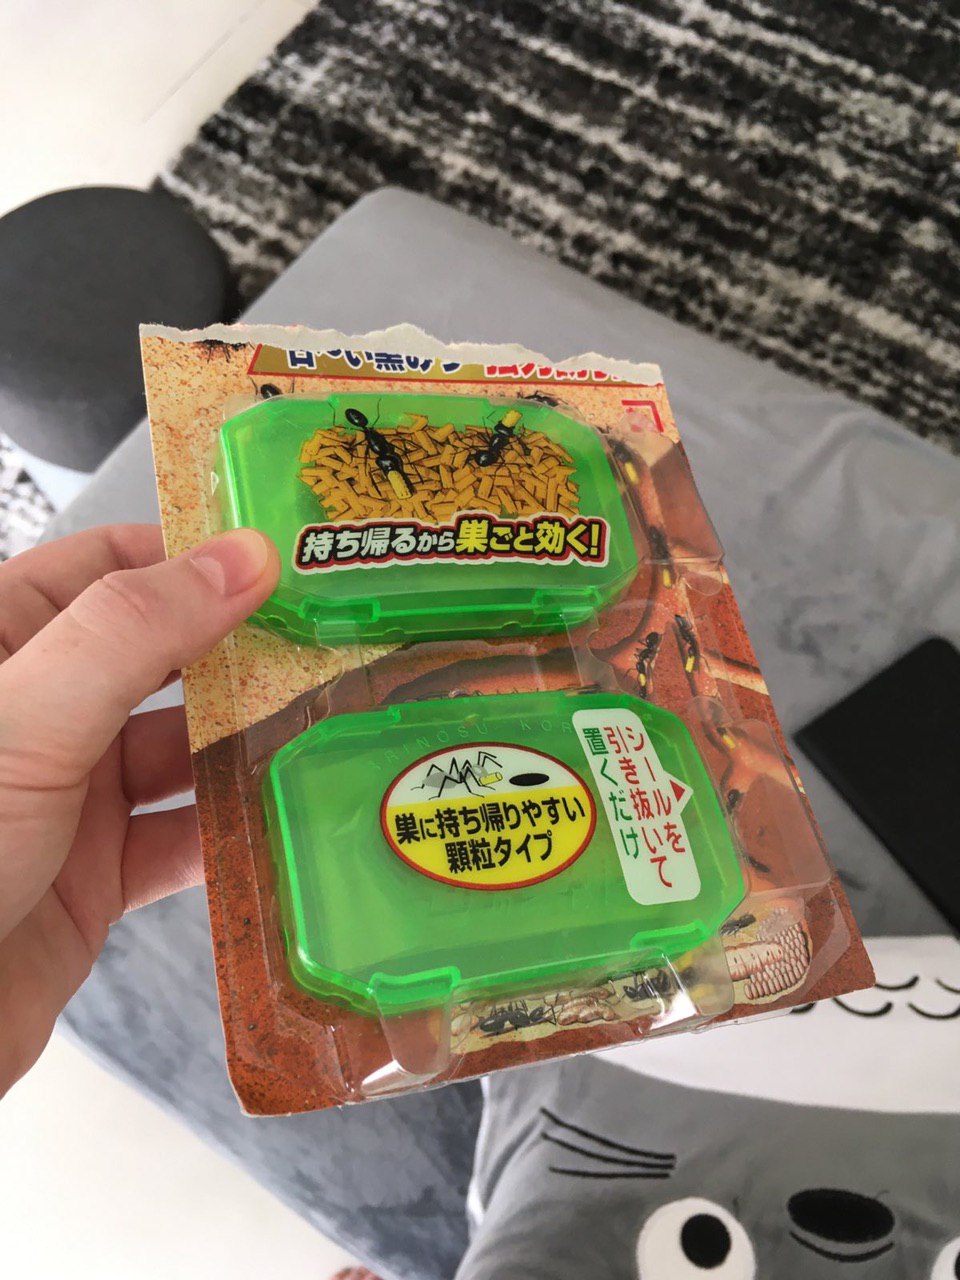 持ち帰るから巣ごと効く!
ARINOSU KOR
巣に持ち帰りやすい
顆粒タイプ
シールを
引き抜いて
置くだけ